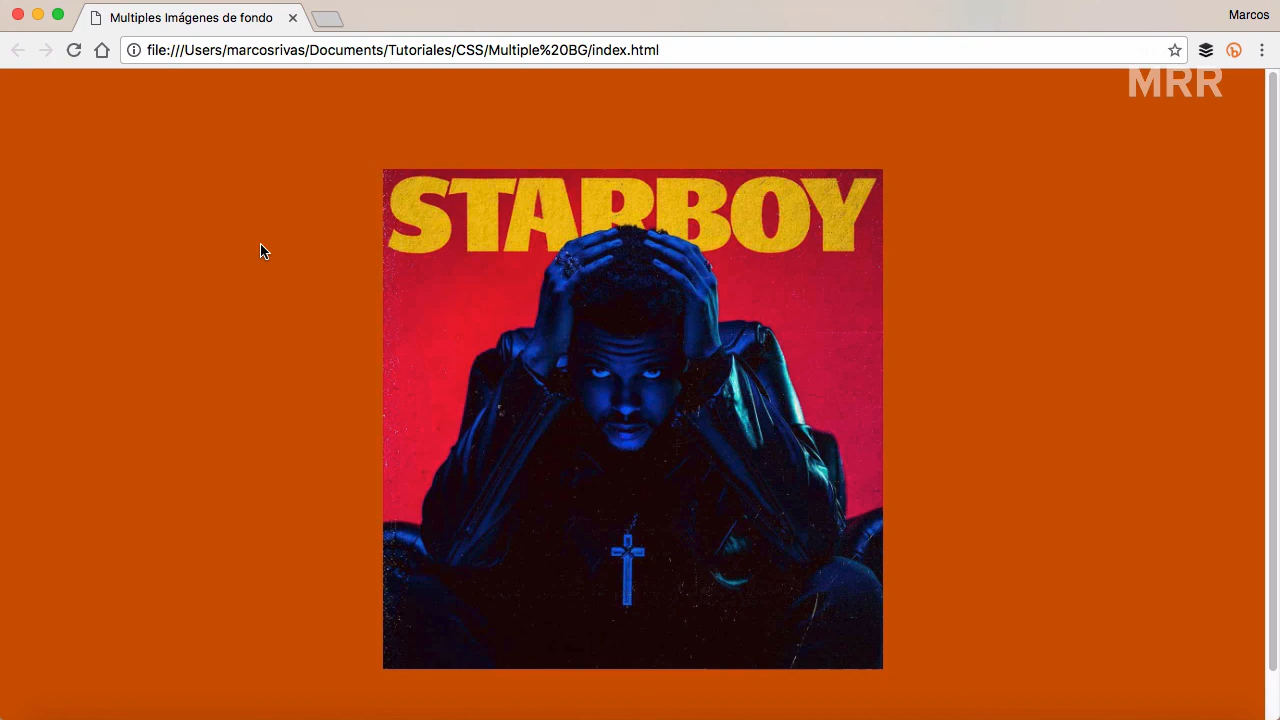 Multiples Imágenes de fondo
Marcos
file:///Users/marcosrivas/Documents/Tutoriales/CSS/Multiple%20BG/index.html
MRR
STARBOY